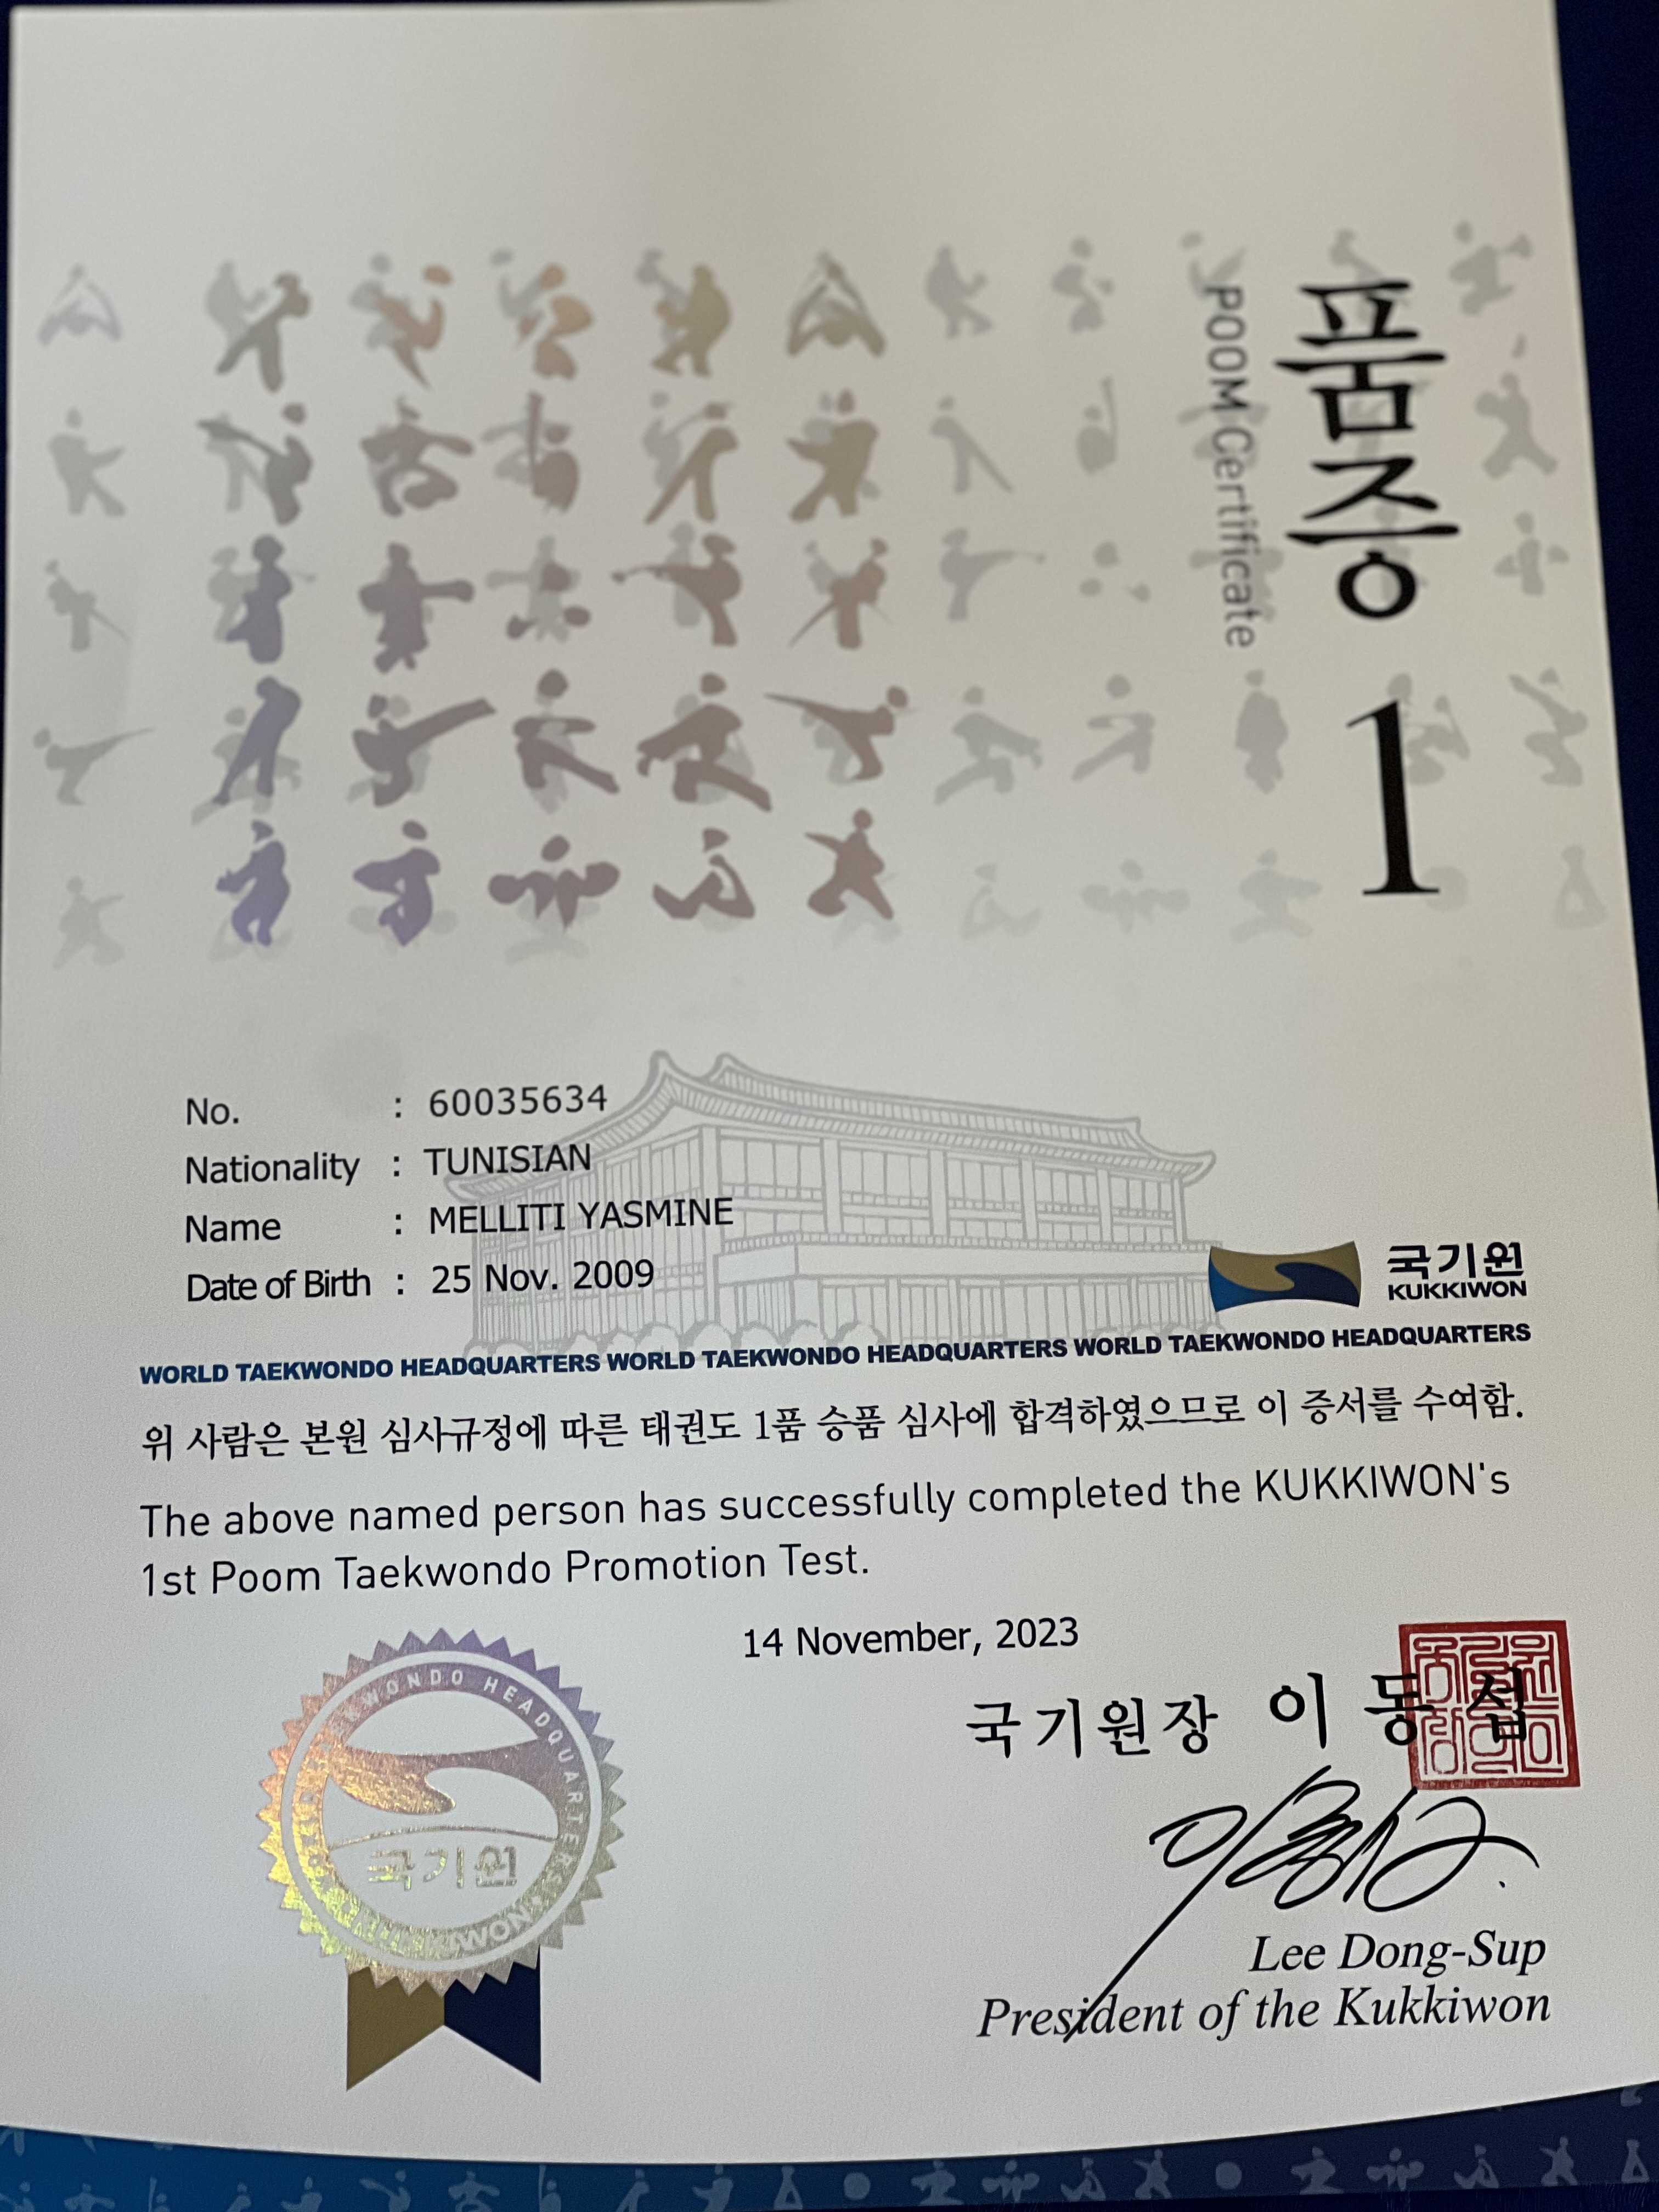 품증 1
POOM Certificate
No. : 60035634
Nationality : TUNISIAN
Name : MELLITI YASMINE
Date of Birth : 25 Nov. 2009
국기원
KUKKIWON
WORLD TAEKWONDO HEADQUARTERS WORLD TAEKWONDO HEADQUARTERS WORLD TAEKWONDO HEADQUARTERS
위 사람은 본원 심사규정에 따른 태권도 1품 승품 심사에 합격하였으므로 이 증서를 수여함.
The above named person has successfully completed the KUKKIWON's
1st Poom Taekwondo Promotion Test.
14 November, 2023
국기원장 이동섭
Lee Dong-Sup
President of the Kukkiwon
HEADQUARTERS
국기원